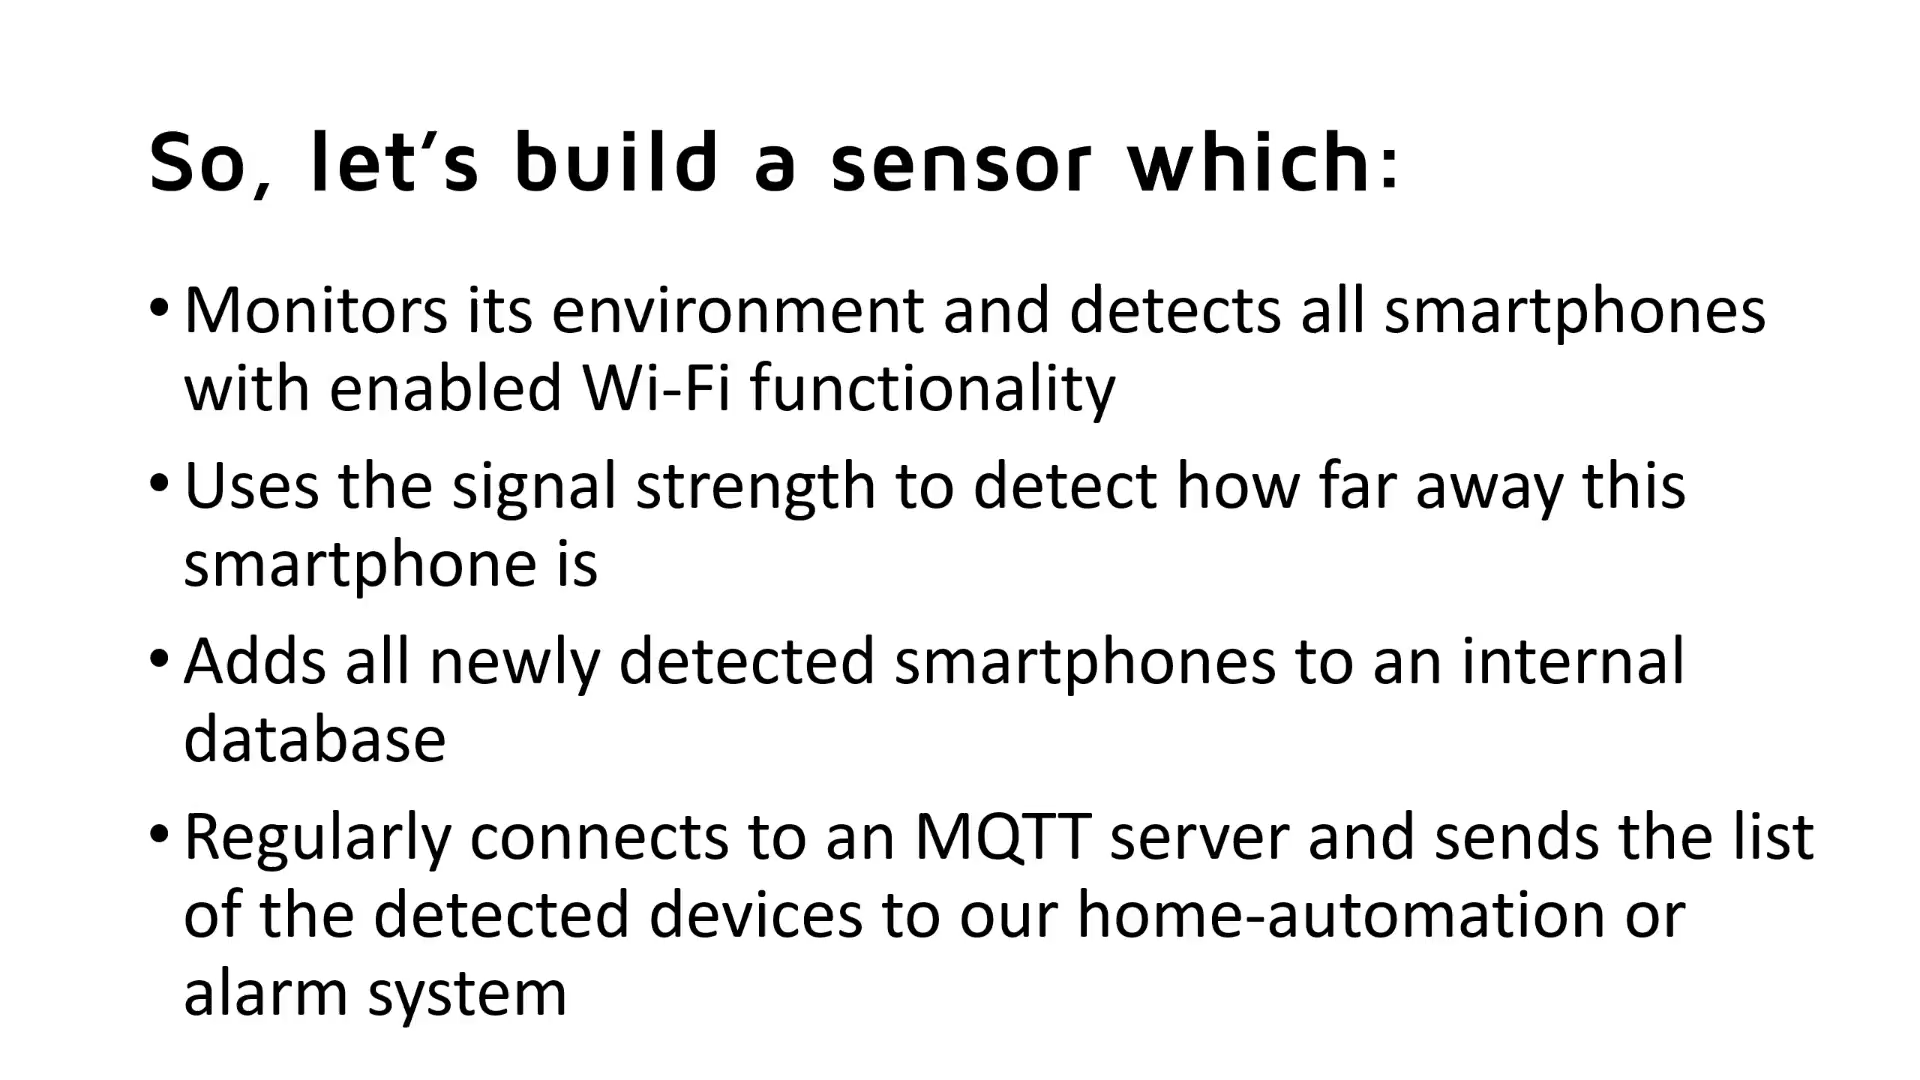 So, let’s build a sensor which:
• Monitors its environment and detects all smartphones
with enabled Wi-Fi functionality
• Uses the signal strength to detect how far away this
smartphone is
• Adds all newly detected smartphones to an internal
database
• Regularly connects to an MQTT server and sends the list
of the detected devices to our home-automation or
alarm system